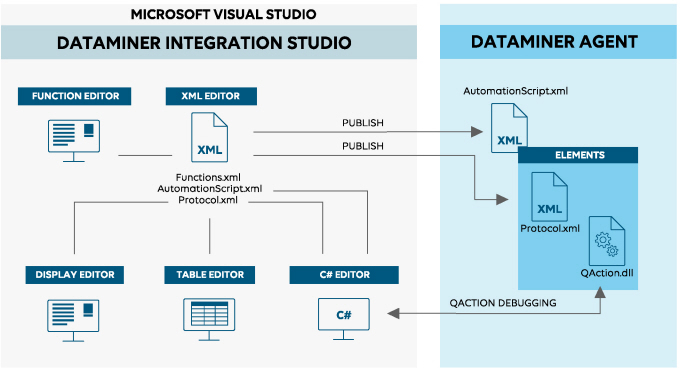 MICROSOFT VISUAL STUDIO
DATAMINER INTEGRATION STUDIO
DATAMINER AGENT
FUNCTION EDITOR
XML EDITOR
XML
PUBLISH
PUBLISH
AutomationScript.xml
XML
ELEMENTS
XML
Protocol.xml
QAction.dll
Functions.xml
AutomationScript.xml
Protocol.xml
DISPLAY EDITOR
TABLE EDITOR
C# EDITOR
C#
QACTION DEBUGGING